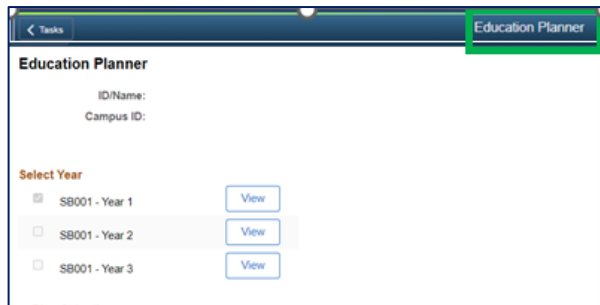 Tasks
Education Planner
Education Planner
ID/Name:
Campus ID:
Select Year
SB001 - Year 1
View
SB001 - Year 2
View
SB001 - Year 3
View